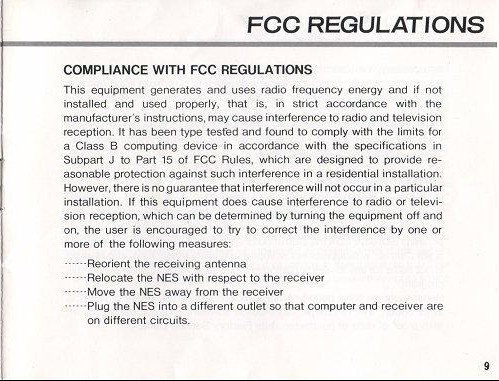 FCC REGULATIONS
COMPLIANCE WITH FCC REGULATIONS
This equipment generates and uses radio frequency energy and if not
installed and used properly, that is, in strict accordance with the
manufacturer's instructions, may cause interference to radio and television
reception. It has been type tested and found to comply with the limits for
a Class B computing device in accordance with the specifications in
Subpart J to Part 15 of FCC Rules, which are designed to provide re-
asonable protection against such interference in a residential installation.
However, there is no guarantee that interference will not occur in a particular
installation. If this equipment does cause interference to radio or televi-
sion reception, which can be determined by turning the equipment off and
on, the user is encouraged to try to correct the interference by one or
more of the following measures:
------Reorient the receiving antenna
------Relocate the NES with respect to the receiver
------Move the NES away from the receiver
------Plug the NES into a different outlet so that computer and receiver are
on different circuits.
9